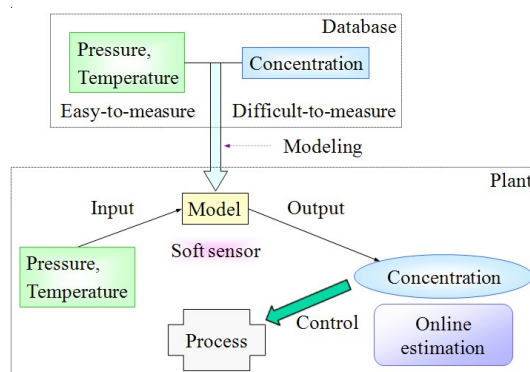 Database
Pressure,
Temperature
Concentration
Easy-to-measure
Difficult-to-measure
Modeling
Plant
Input
Model
Output
Soft sensor
Pressure,
Temperature
Concentration
Control
Process
Online
estimation